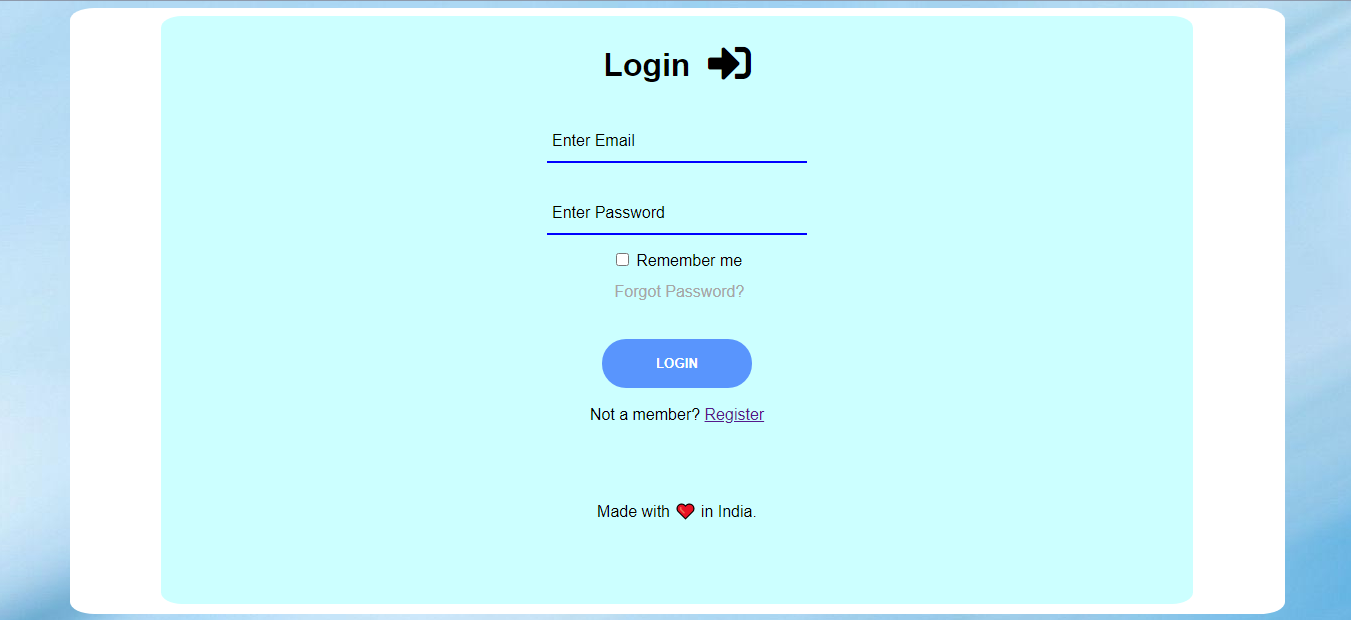 Login
Enter Email
Enter Password
Remember me
Forgot Password?
LOGIN
Not a member? Register
Made with ❤ in India.